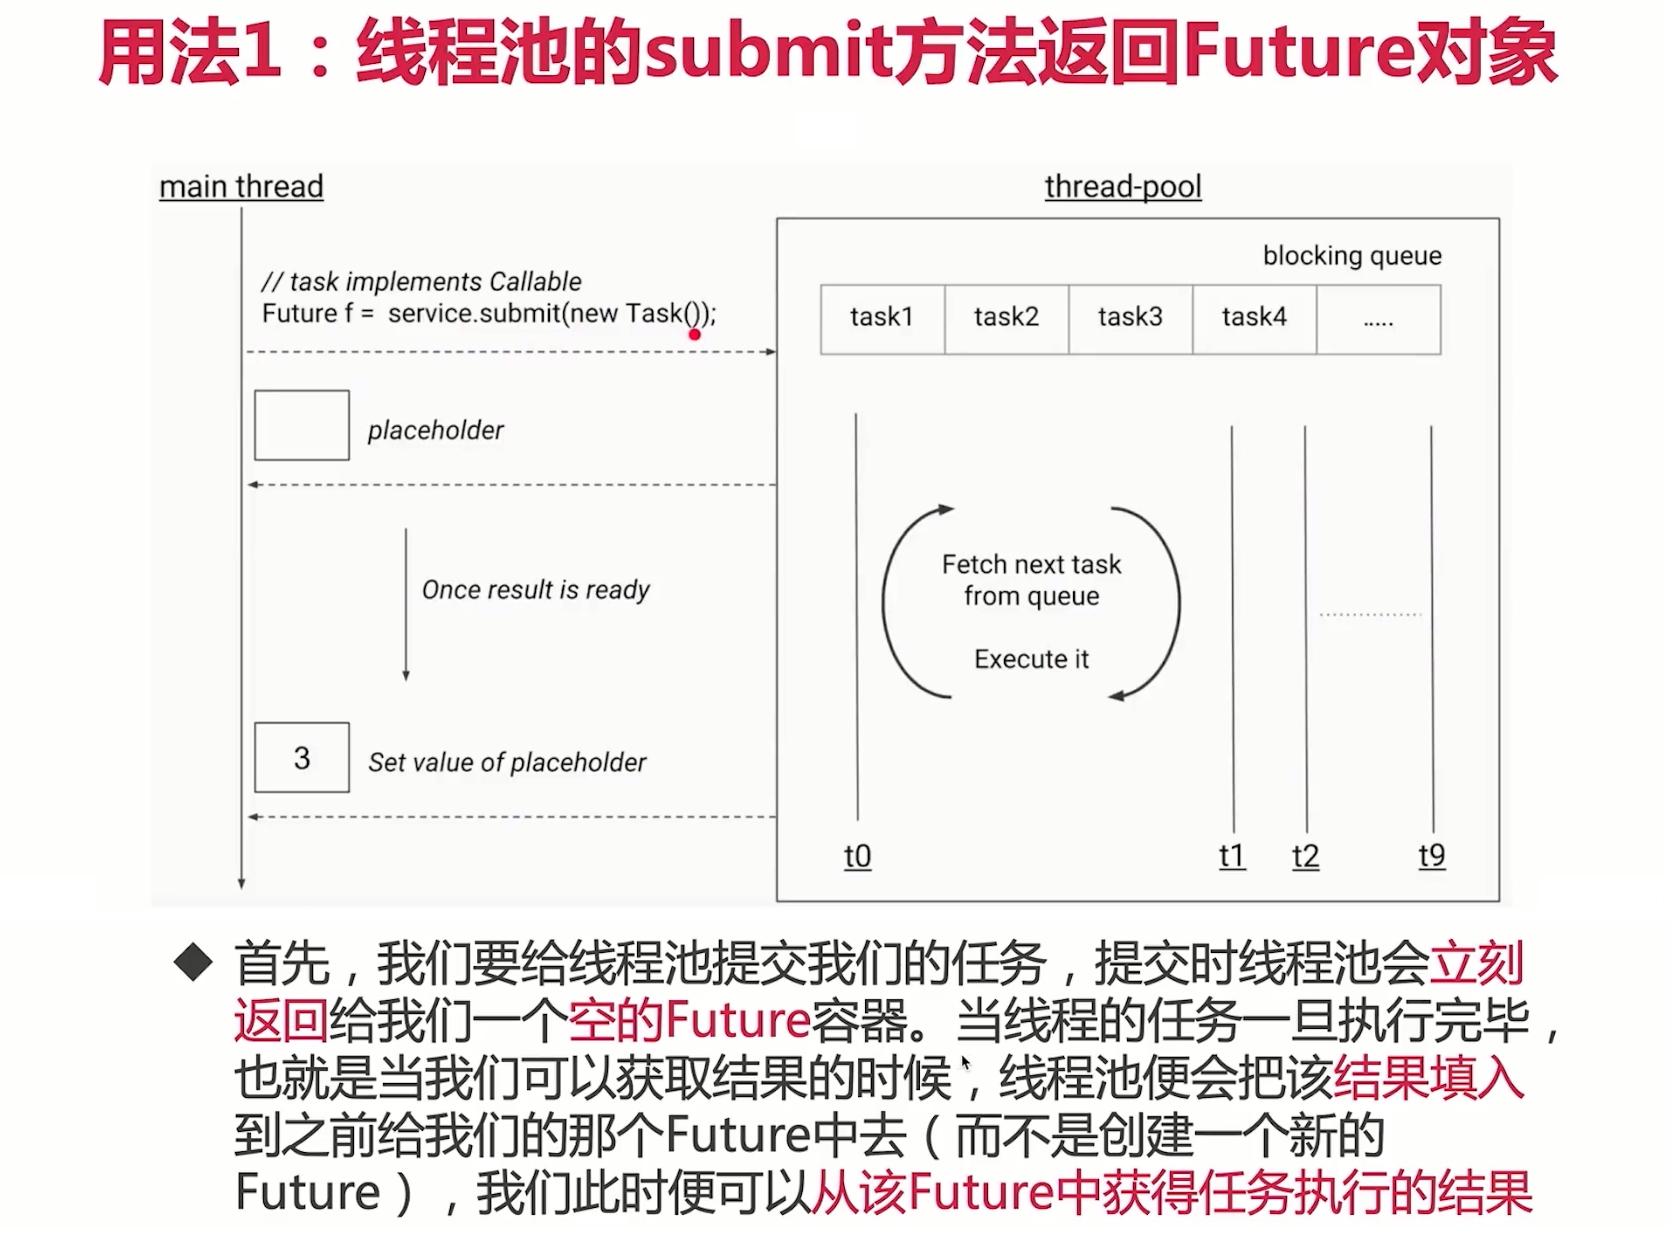 用法1：线程池的submit方法返回Future对象
main thread
thread-pool
blocking queue
// task implements Callable
Future f = service.submit(new Task());
task1 task2 task3 task4 .....
placeholder
Fetch next task
from queue
Once result is ready
Execute it
3 Set value of placeholder
t0 t1 t2 t9
首先，我们要给线程池提交我们的任务，提交时线程池会立刻
返回给我们一个空的Future容器。当线程的任务一旦执行完毕，
也就是当我们可以获取结果的时候，线程池便会把该结果填入
到之前给我们的那个Future中去（而不是创建一个新的
Future），我们此时便可以从该Future中获得任务执行的结果